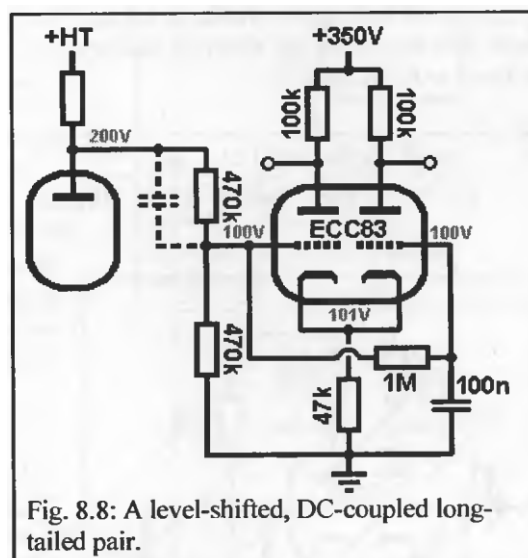 +HT
+350V
200V
470k
100k
100k
100V
ECC83
100V
101V
470k
47k
1M
100n
Fig. 8.8: A level-shifted, DC-coupled long-
tailed pair.